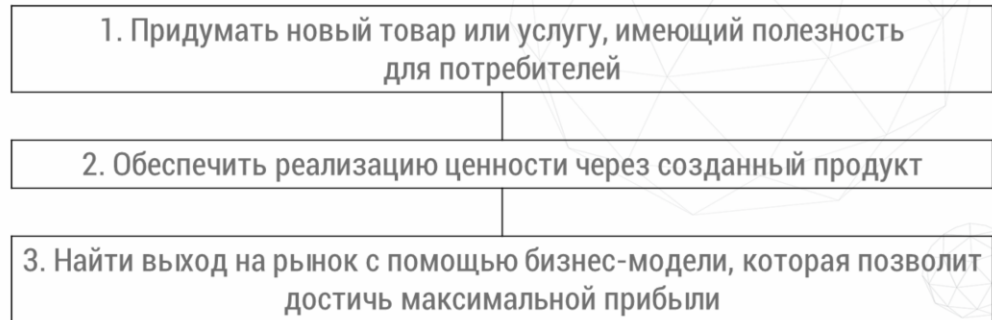 1. Придумать новый товар или услугу, имеющий полезность
для потребителей
2. Обеспечить реализацию ценности через созданный продукт
3. Найти выход на рынок с помощью бизнес-модели, которая позволит
достичь максимальной прибыли